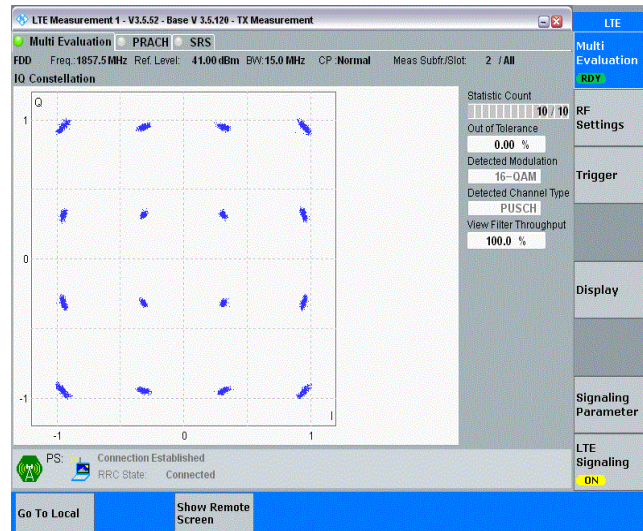 LTE Measurement 1 - V3.5.52 - Base V 3.5.120 - TX Measurement
LTE
Multi Evaluation PRACH SRS
Multi
Evaluation
RDY
FDD Freq.:1857.5 MHz Ref. Level: 41.00 dBm BW:15.0 MHz CP :Normal Meas Subfr./Slot: 2 / All
IQ Constellation
Statistic Count
10 / 10
Out of Tolerance
0.00 %
Detected Modulation
16-QAM
Detected Channel Type
PUSCH
View Filter Throughput
100.0 %
Q
1
0
-1
I
-1 0 1
RF
Settings
Trigger
Display
Signaling
Parameter
LTE
Signaling
ON
PS: Connection Established
RRC State: Connected
Go To Local
Show Remote
Screen